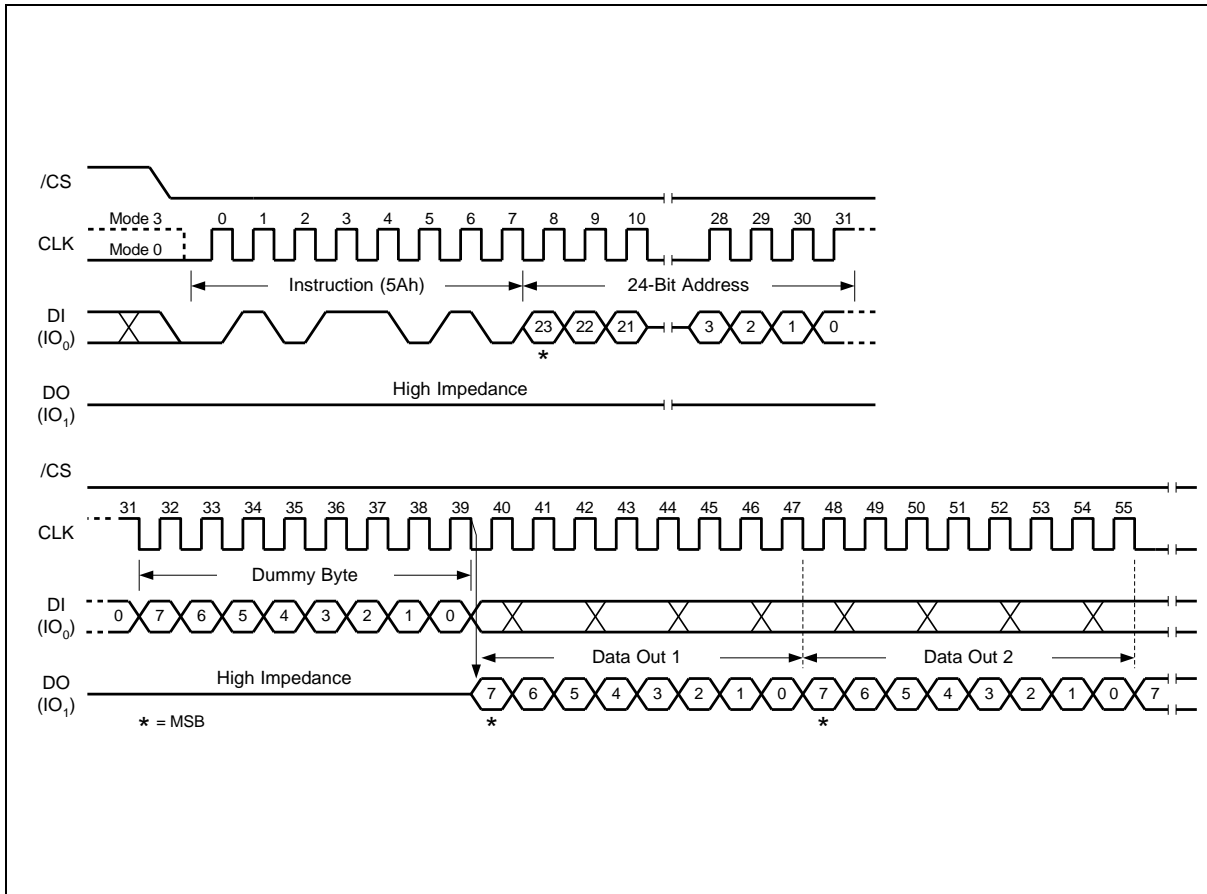 /CS
Mode 3 0 1 2 3 4 5 6 7 8 9 10 28 29 30 31
CLK
Mode 0
Instruction (5Ah) 24-Bit Address
DI
(IO0) 23 22 21 3 2 1 0
*
High Impedance
DO
(IO1)
/CS
31 32 33 34 35 36 37 38 39 40 41 42 43 44 45 46 47 48 49 50 51 52 53 54 55
CLK
Dummy Byte
DI
(IO0) 0 7 6 5 4 3 2 1 0
Data Out 1 Data Out 2
High Impedance
DO
(IO1) 7 6 5 4 3 2 1 0 7 6 5 4 3 2 1 0 7
* = MSB * *